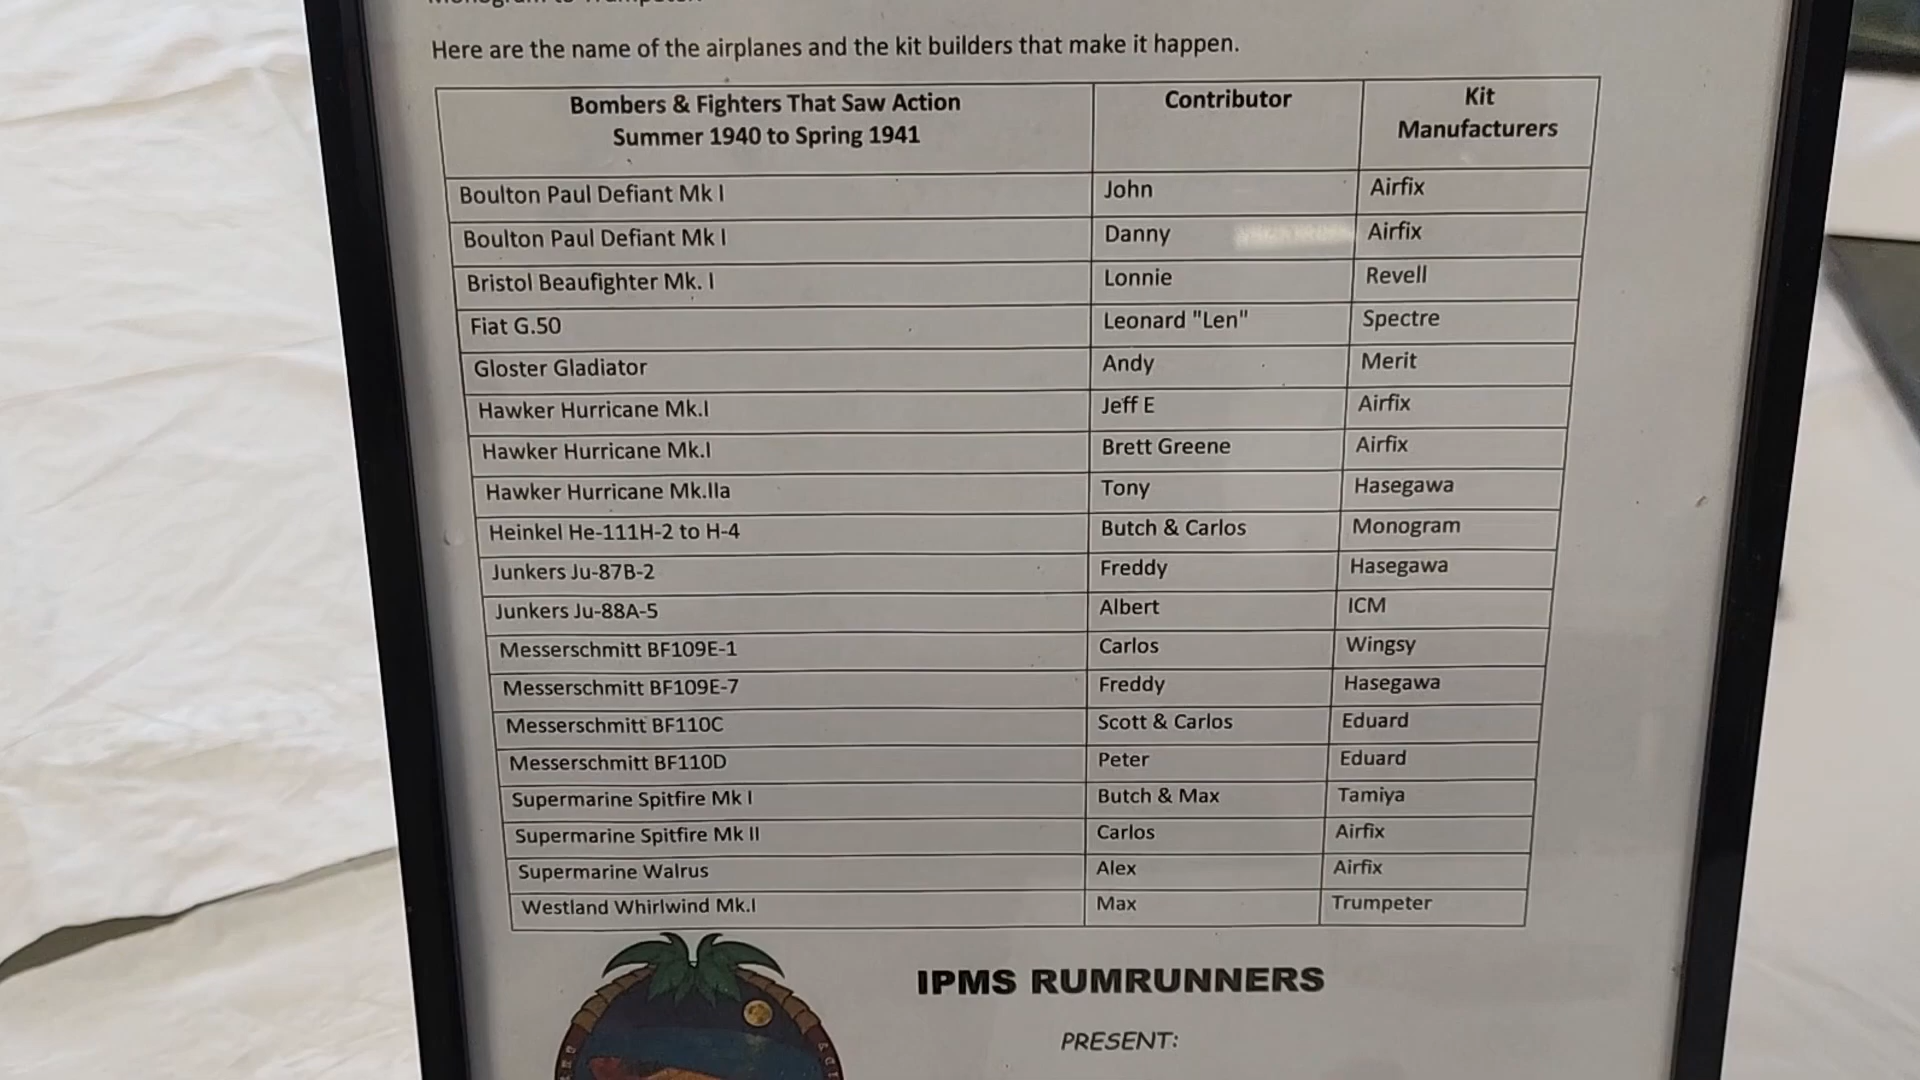 Monogram to Trumpeter.
Here are the name of the airplanes and the kit builders that make it happen.
Bombers & Fighters That Saw Action Contributor Kit
Summer 1940 to Spring 1941 Manufacturers
Boulton Paul Defiant Mk I John Airfix
Boulton Paul Defiant Mk I Danny Airfix
Bristol Beaufighter Mk. I Lonnie Revell
Fiat G.50 Leonard "Len" Spectre
Gloster Gladiator Andy Merit
Hawker Hurricane Mk.I Jeff E Airfix
Hawker Hurricane Mk.I Brett Greene Airfix
Hawker Hurricane Mk.IIa Tony Hasegawa
Heinkel He-111H-2 to H-4 Butch & Carlos Monogram
Junkers Ju-87B-2 Freddy Hasegawa
Junkers Ju-88A-5 Albert ICM
Messerschmitt BF109E-1 Carlos Wingsy
Messerschmitt BF109E-7 Freddy Hasegawa
Messerschmitt BF110C Scott & Carlos Eduard
Messerschmitt BF110D Peter Eduard
Supermarine Spitfire Mk I Butch & Max Tamiya
Supermarine Spitfire Mk II Carlos Airfix
Supermarine Walrus Alex Airfix
Westland Whirlwind Mk.I Max Trumpeter
IPMS RUMRUNNERS
PRESENT: